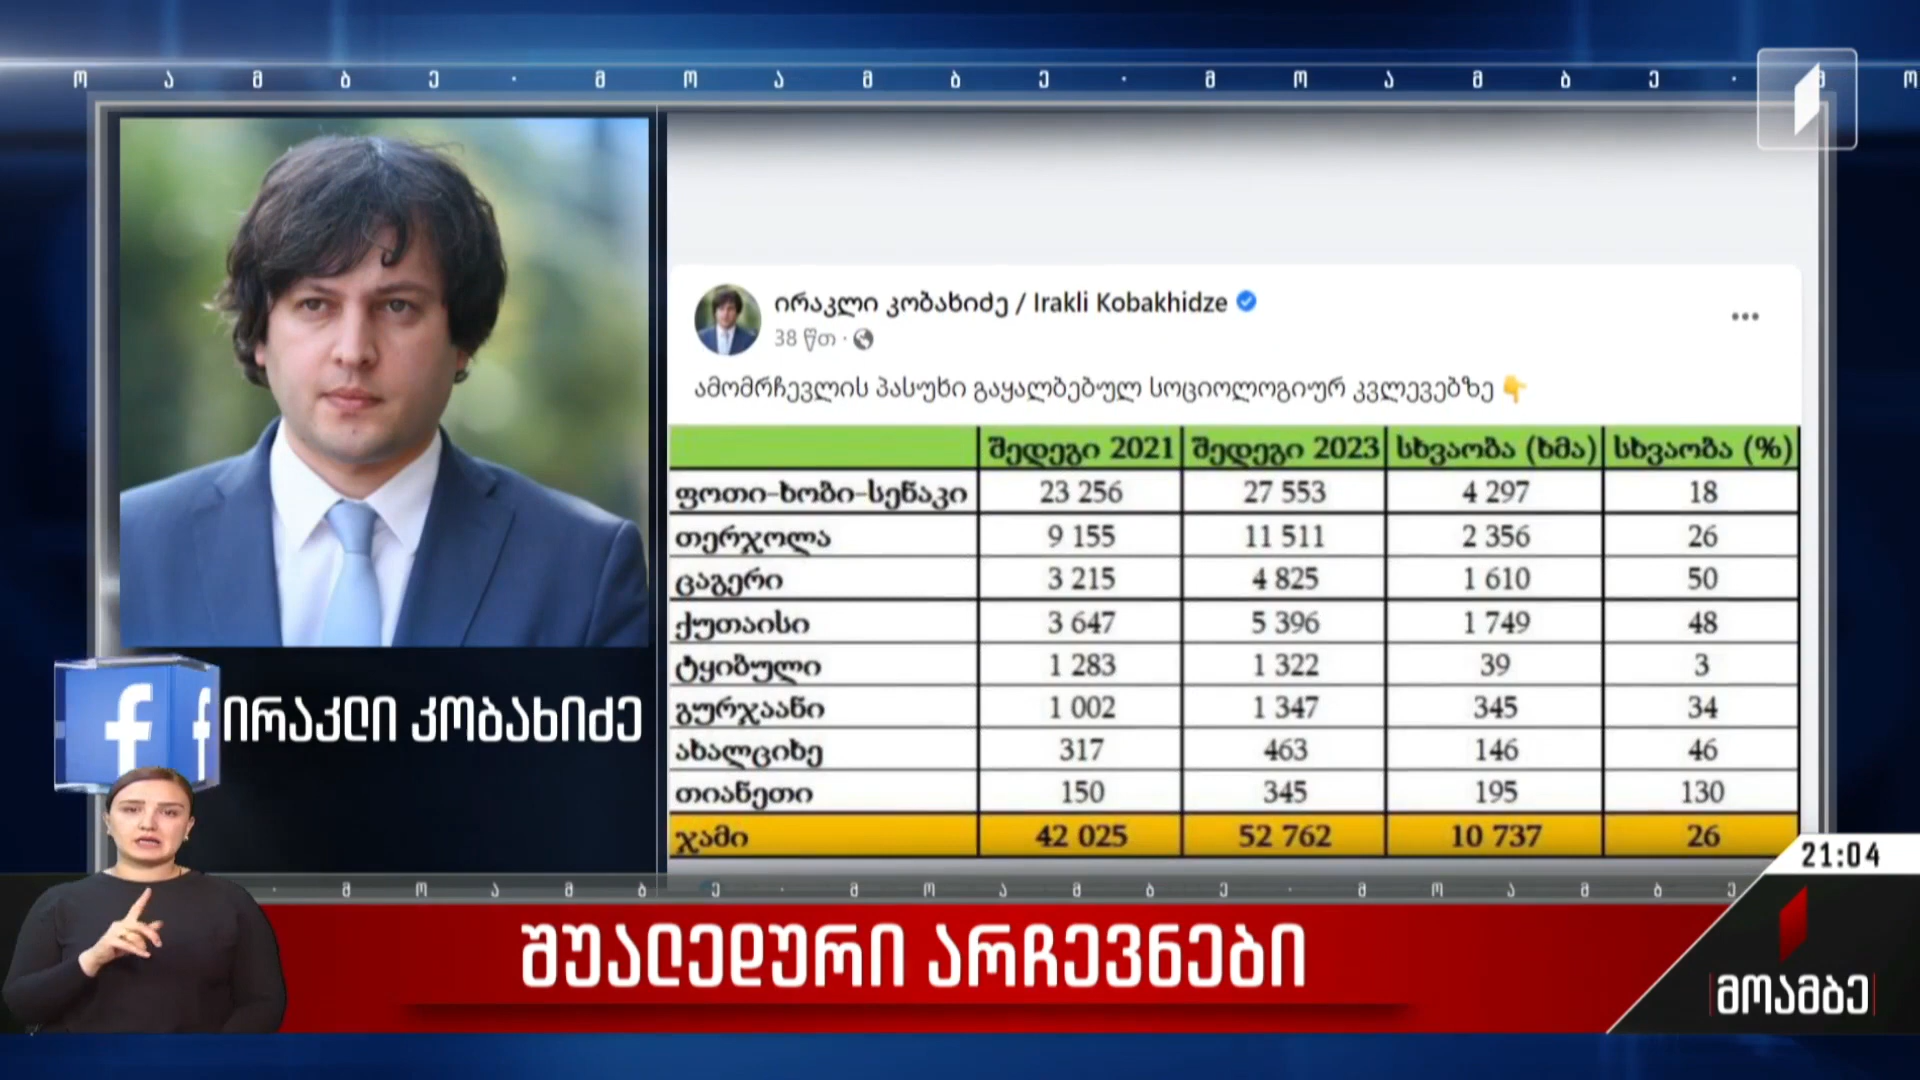 ო ა მ ბ ე · მ ო ა მ ბ ე · მ ო ა მ ბ ე · მ ო
ირაკლი კობახიძე / Irakli Kobakhidze
38 წთ ·
ამომრჩევლის პასუხი გაყალბებულ სოციოლოგიურ კვლევებზე 👇
შედეგი 2021 შედეგი 2023 სხვაობა (ხმა) სხვაობა (%)
ფოთი-ხობი-სენაკი 23 256 27 553 4 297 18
თერჯოლა 9 155 11 511 2 356 26
ცაგერი 3 215 4 825 1 610 50
ქუთაისი 3 647 5 396 1 749 48
ტყიბული 1 283 1 322 39 3
გურჯაანი 1 002 1 347 345 34
ახალციხე 317 463 146 46
თიანეთი 150 345 195 130
ჯამი 42 025 52 762 10 737 26
f f ირაკლი კობახიძე
21:04
· მ ო ა მ ბ ე · მ ო ა მ ბ ე · მ ო ა მ ბ ე
შუალედური არჩევნები
მოამბე